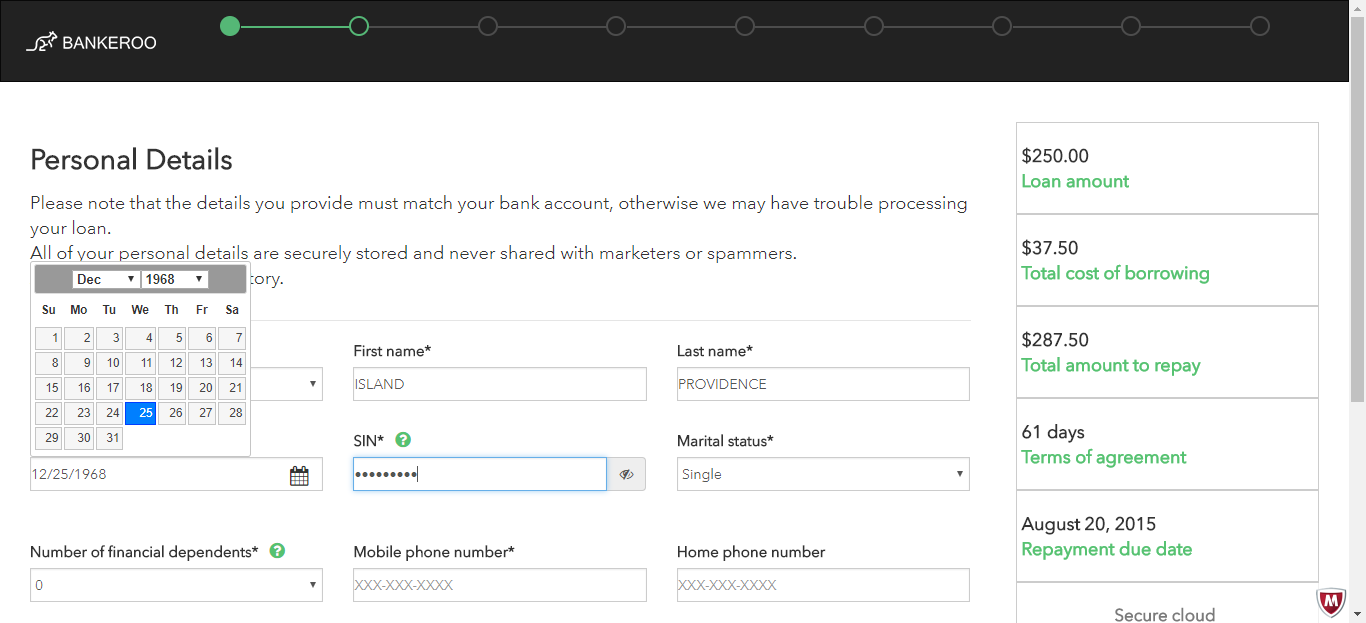 BANKEROO
Personal Details
Please note that the details you provide must match your bank account, otherwise we may have trouble processing
your loan.
All of your personal details are securely stored and never shared with marketers or spammers.
tory.
Dec 1968
Su Mo Tu We Th Fr Sa
1 2 3 4 5 6 7
8 9 10 11 12 13 14
15 16 17 18 19 20 21
22 23 24 25 26 27 28
29 30 31
First name* Last name*
ISLAND PROVIDENCE
SIN* ? Marital status*
12/25/1968 ••••••••• Single
Number of financial dependents* ? Mobile phone number* Home phone number
0 XXX-XXX-XXXX XXX-XXX-XXXX
$250.00
Loan amount
$37.50
Total cost of borrowing
$287.50
Total amount to repay
61 days
Terms of agreement
August 20, 2015
Repayment due date
Secure cloud
M